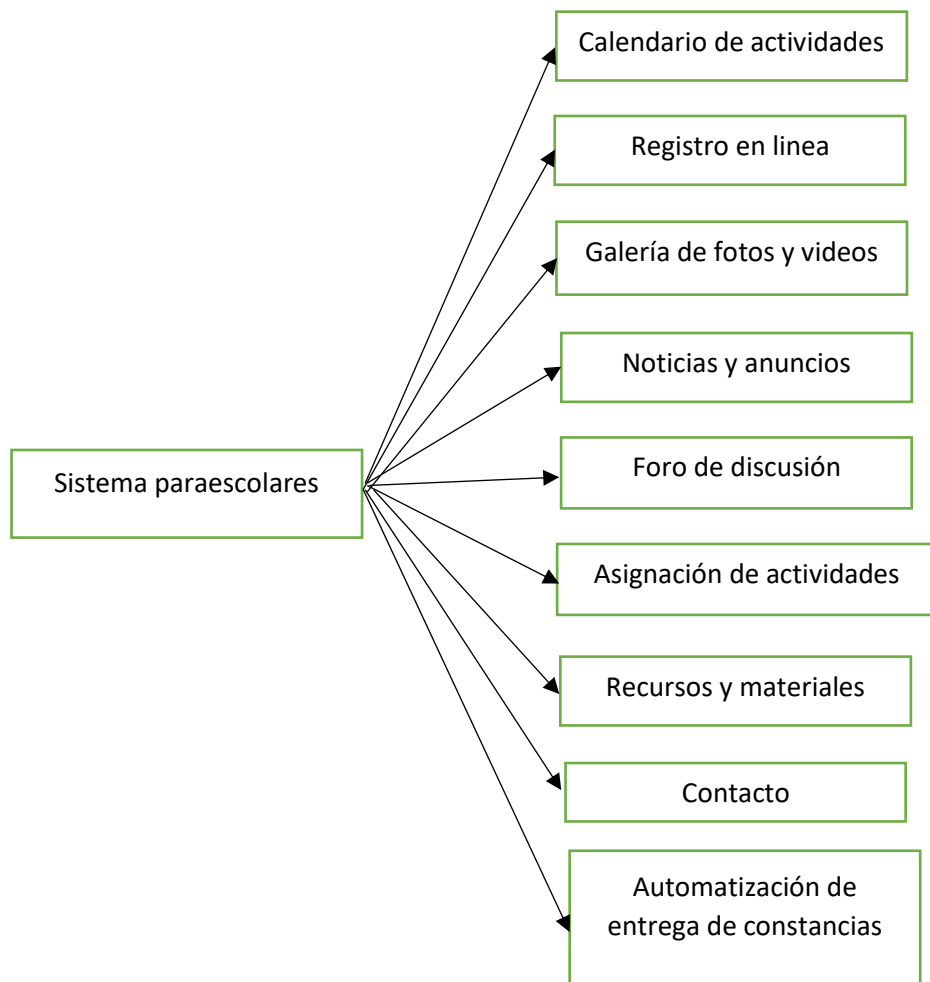 Calendario de actividades
Registro en linea
Galería de fotos y videos
Noticias y anuncios
Sistema paraescolares
Foro de discusión
Asignación de actividades
Recursos y materiales
Contacto
Automatización de
entrega de constancias